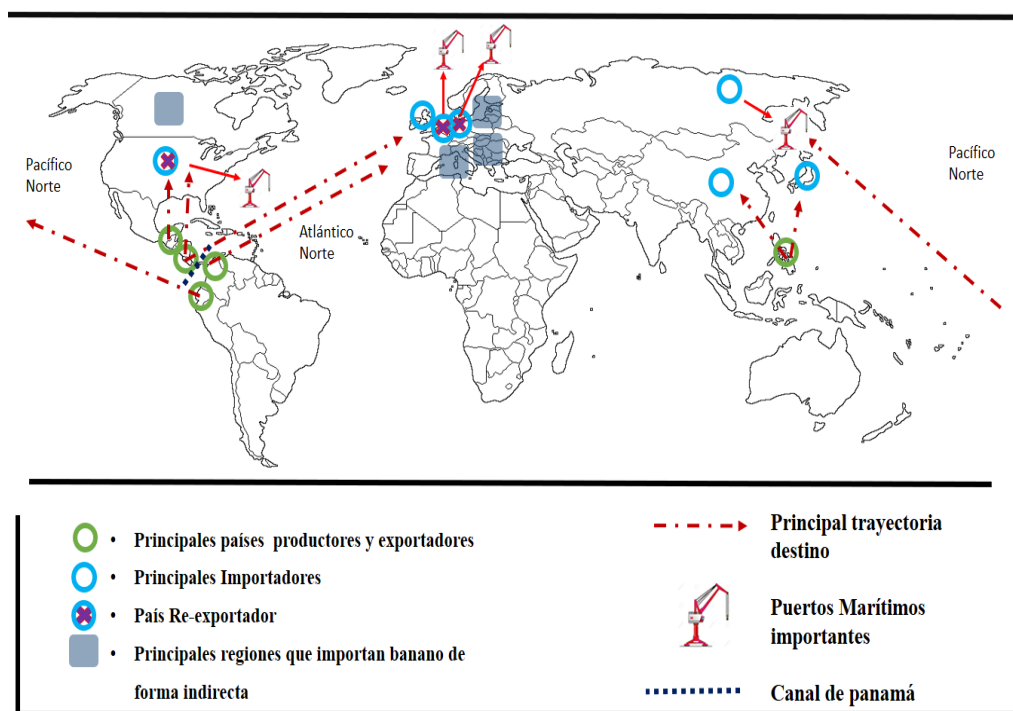 Pacífico
Norte
Atlántico
Norte
Pacífico
Norte
• Principales países productores y exportadores
• Principales Importadores
• País Re-exportador
• Principales regiones que importan banano de
forma indirecta
Principal trayectoria
destino
Puertos Marítimos
importantes
Canal de panamá